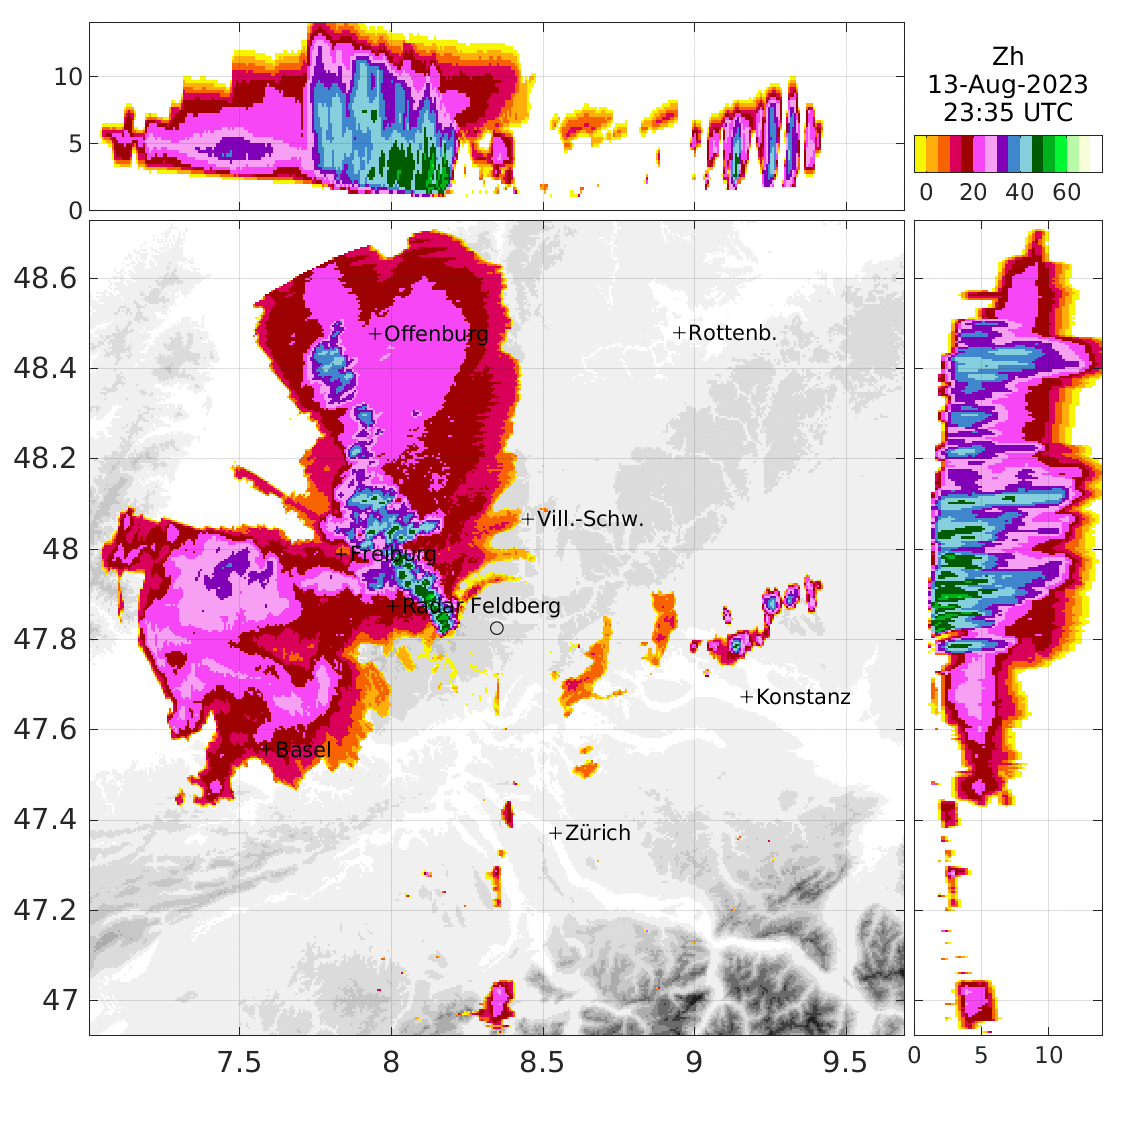 10
5
0
Zh
13-Aug-2023
23:35 UTC
0 20 40 60
48.6
48.4
48.2
48
47.8
47.6
47.4
47.2
47
+Offenburg
+Rottenb.
+Vill.-Schw.
+Freiburg
+Radar Feldberg
+Konstanz
+Basel
+Zürich
7.5 8 8.5 9 9.5
0 5 10